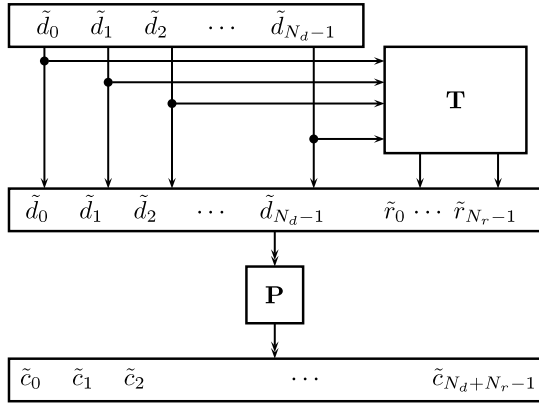 d̃₀ d̃₁ d̃₂ ⋯ d̃_{N_d−1}
T
d̃₀ d̃₁ d̃₂ ⋯ d̃_{N_d−1} r̃₀ ⋯ r̃_{N_r−1}
P
c̃₀ c̃₁ c̃₂ ⋯ c̃_{N_d+N_r−1}